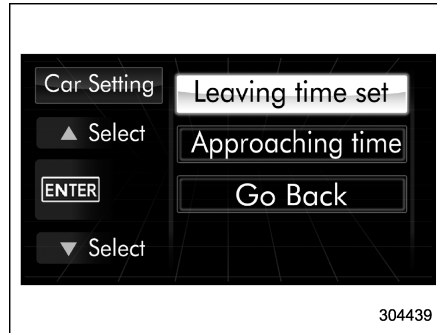 Car Setting
Leaving time set
▲ Select
Approaching time
ENTER
Go Back
▼ Select
304439